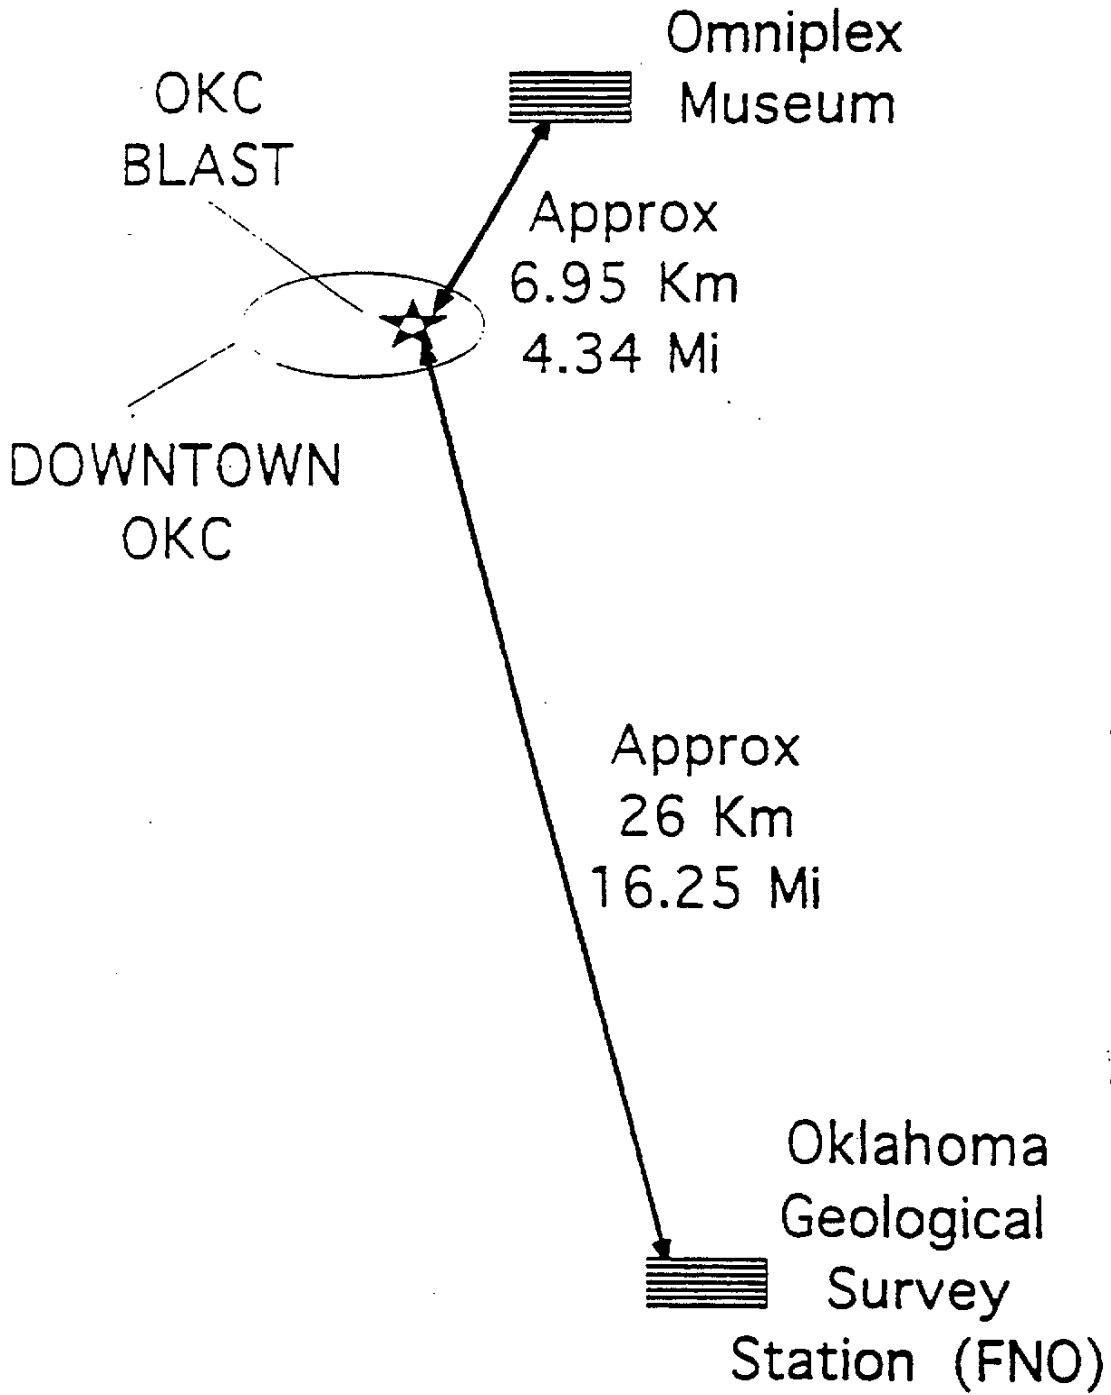 Omniplex
Museum
OKC
BLAST
Approx
6.95 Km
4.34 Mi
DOWNTOWN
OKC
Approx
26 Km
16.25 Mi
Oklahoma
Geological
Survey
Station (FNO)